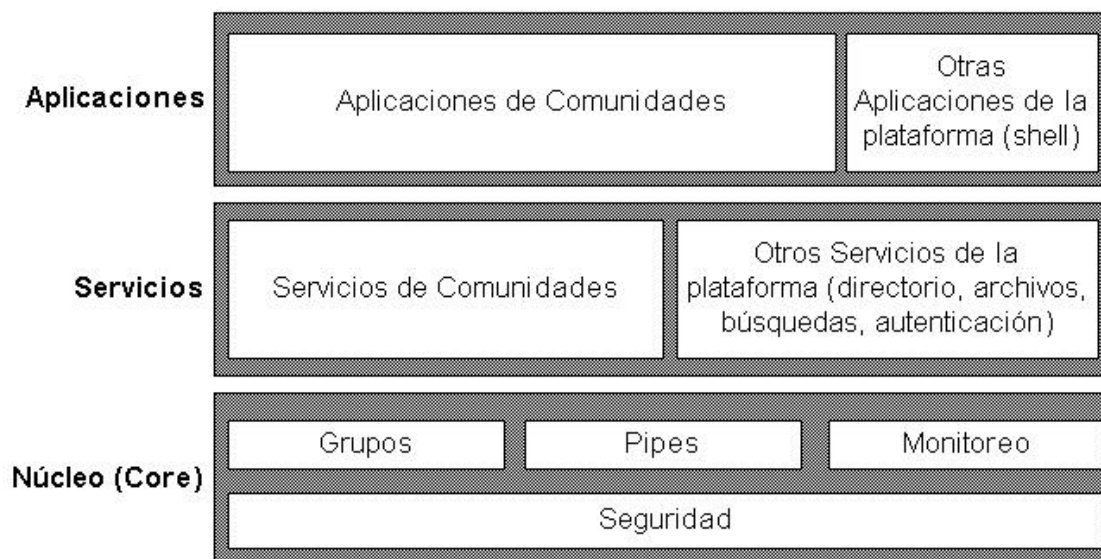 Aplicaciones
Aplicaciones de Comunidades
Otras
Aplicaciones de la
plataforma (shell)
Servicios
Servicios de Comunidades
Otros Servicios de la
plataforma (directorio, archivos,
búsquedas, autenticación)
Núcleo (Core)
Grupos
Pipes
Monitoreo
Seguridad